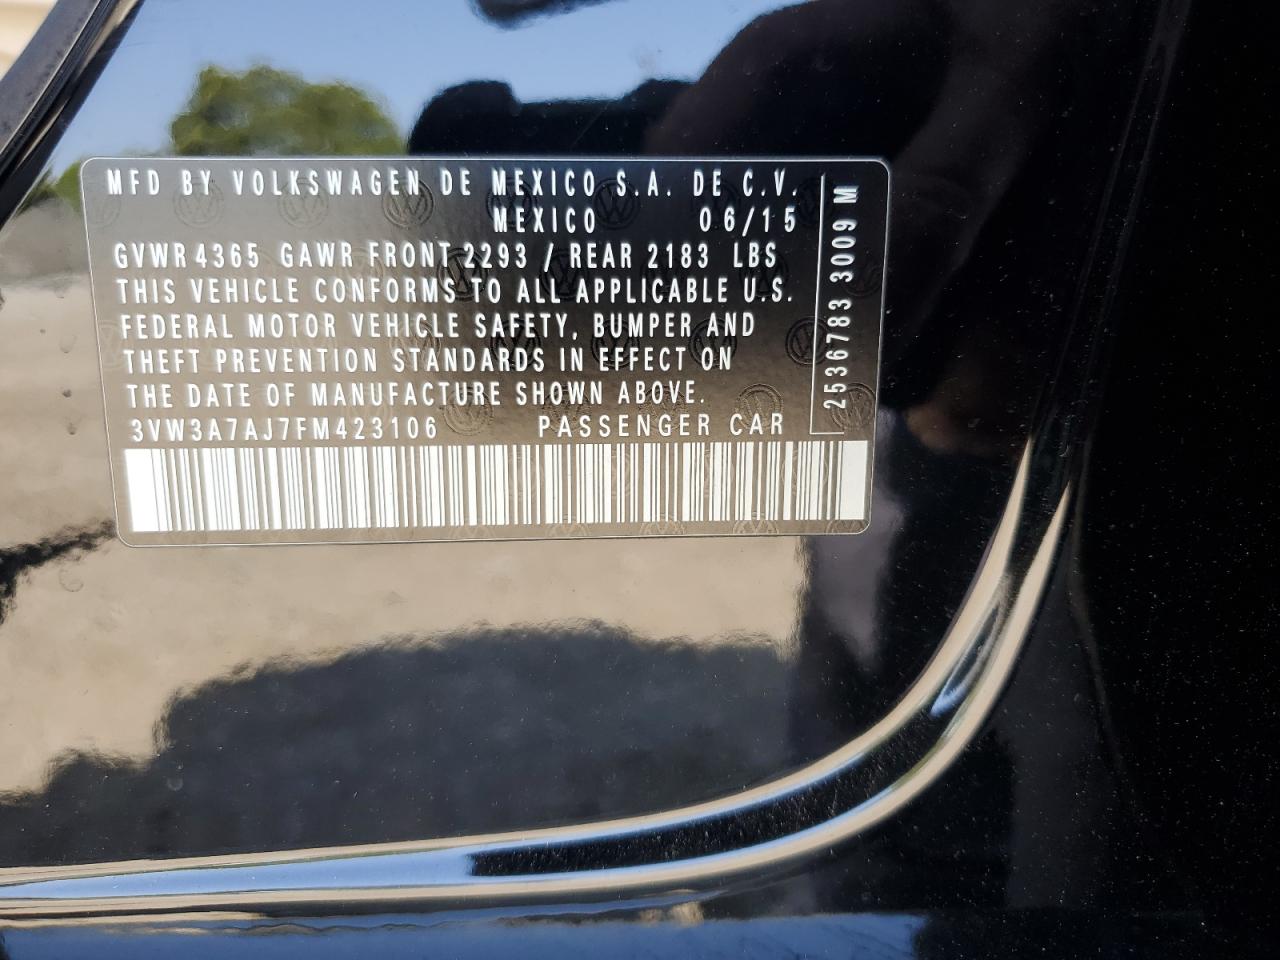 MFD BY VOLKSWAGEN DE MEXICO S.A. DE C.V.
MEXICO 06/15
GVWR 4365 GAWR FRONT 2293 / REAR 2183 LBS
THIS VEHICLE CONFORMS TO ALL APPLICABLE U.S.
FEDERAL MOTOR VEHICLE SAFETY, BUMPER AND
THEFT PREVENTION STANDARDS IN EFFECT ON
THE DATE OF MANUFACTURE SHOWN ABOVE.
3VW3A7AJ7FM423106 PASSENGER CAR
2536783 3009 M